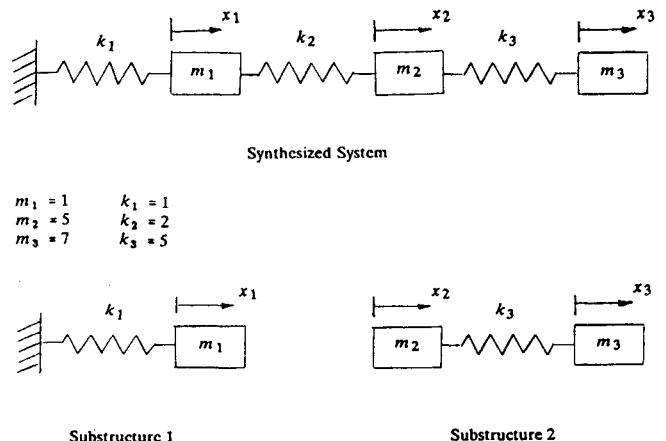 x1 x2 x3
k1 k2 k3
m1 m2 m3
Synthesized System
m1 = 1 k1 = 1
m2 = 5 k2 = 2
m3 = 7 k3 = 5
x1 x2 x3
k1 k3
m1 m2 m3
Substructure 1 Substructure 2